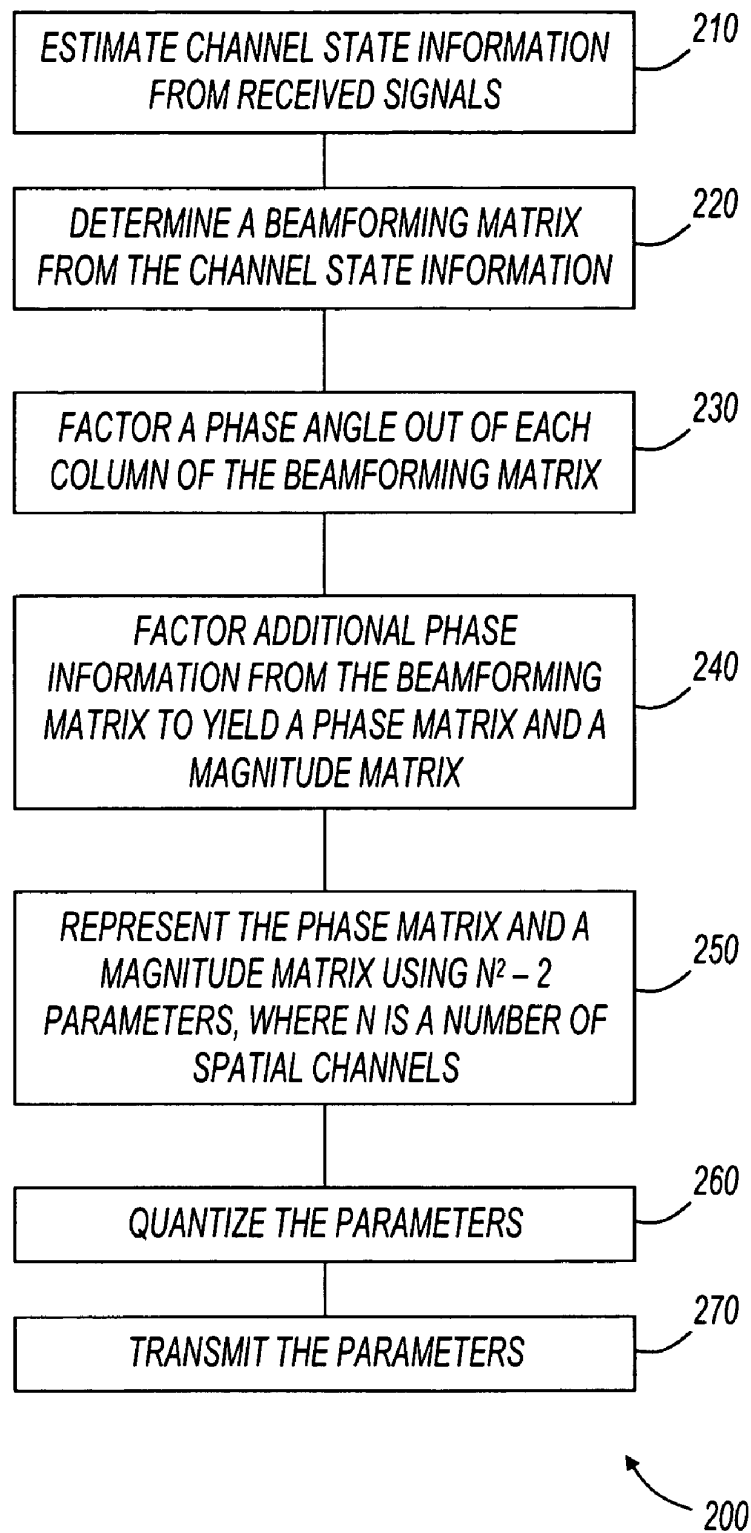 ESTIMATE CHANNEL STATE INFORMATION
FROM RECEIVED SIGNALS
210
DETERMINE A BEAMFORMING MATRIX
FROM THE CHANNEL STATE INFORMATION
220
FACTOR A PHASE ANGLE OUT OF EACH
COLUMN OF THE BEAMFORMING MATRIX
230
FACTOR ADDITIONAL PHASE
INFORMATION FROM THE BEAMFORMING
MATRIX TO YIELD A PHASE MATRIX AND A
MAGNITUDE MATRIX
240
REPRESENT THE PHASE MATRIX AND A
MAGNITUDE MATRIX USING N² – 2
PARAMETERS, WHERE N IS A NUMBER OF
SPATIAL CHANNELS
250
QUANTIZE THE PARAMETERS
260
TRANSMIT THE PARAMETERS
270
200